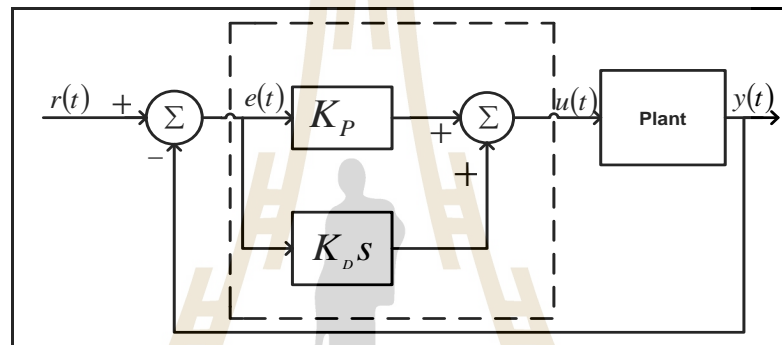 r(t) + Σ − e(t) K_P + Σ + u(t) Plant y(t)
K_D s